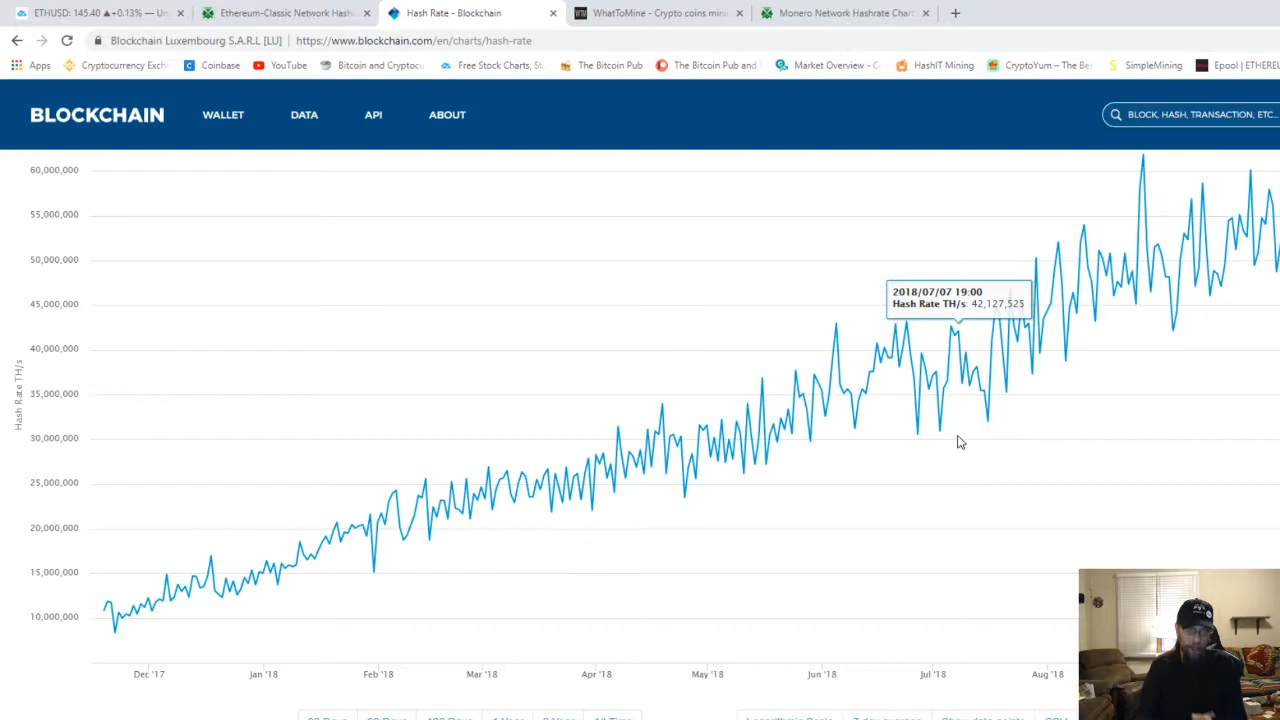 ETHUSD: 145.40 ▲+0.13% — Un
Ethereum-Classic Network Hash
Hash Rate - Blockchain
WhatToMine - Crypto coins min
Monero Network Hashrate Chart
Blockchain Luxembourg S.A.R.L [LU] | https://www.blockchain.com/en/charts/hash-rate
Apps
Cryptocurrency Exch
Coinbase
YouTube
Bitcoin and Cryptoc
Free Stock Charts, St
The Bitcoin Pub
The Bitcoin Pub and
Market Overview - C
HashIT Mining
CryptoYum – The Be
SimpleMining
Epool | ETHERE
BLOCKCHAIN
WALLET
DATA
API
ABOUT
BLOCK, HASH, TRANSACTION, ETC...
60,000,000
55,000,000
50,000,000
45,000,000
40,000,000
35,000,000
30,000,000
25,000,000
20,000,000
15,000,000
10,000,000
Hash Rate TH/s
2018/07/07 19:00
Hash Rate TH/s: 42,127,525
Dec '17
Jan '18
Feb '18
Mar '18
Apr '18
May '18
Jun '18
Jul '18
Aug '18